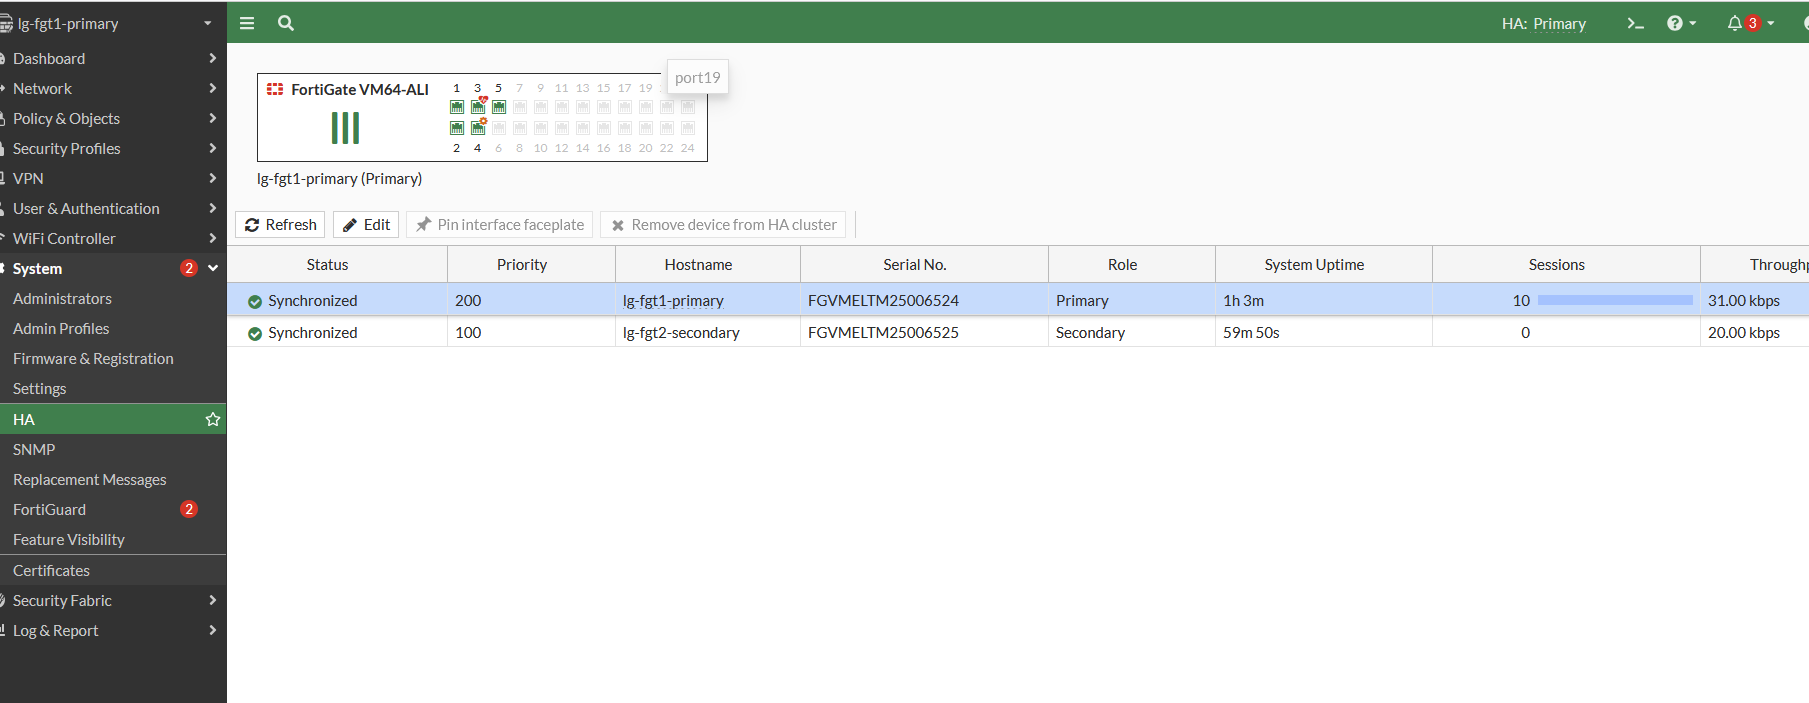 lg-fgt1-primary
HA: Primary
3
Dashboard
Network
Policy & Objects
Security Profiles
VPN
User & Authentication
WiFi Controller
System 2
Administrators
Admin Profiles
Firmware & Registration
Settings
HA
SNMP
Replacement Messages
FortiGuard 2
Feature Visibility
Certificates
Security Fabric
Log & Report
port19
FortiGate VM64-ALI
1 3 5 7 9 11 13 15 17 19
2 4 6 8 10 12 14 16 18 20 22 24
lg-fgt1-primary (Primary)
Refresh Edit Pin interface faceplate Remove device from HA cluster
Status Priority Hostname Serial No. Role System Uptime Sessions
Synchronized 200 lg-fgt1-primary FGVMELTM25006524 Primary 1h 3m 10 31.00 kbps
Synchronized 100 lg-fgt2-secondary FGVMELTM25006525 Secondary 59m 50s 0 20.00 kbps